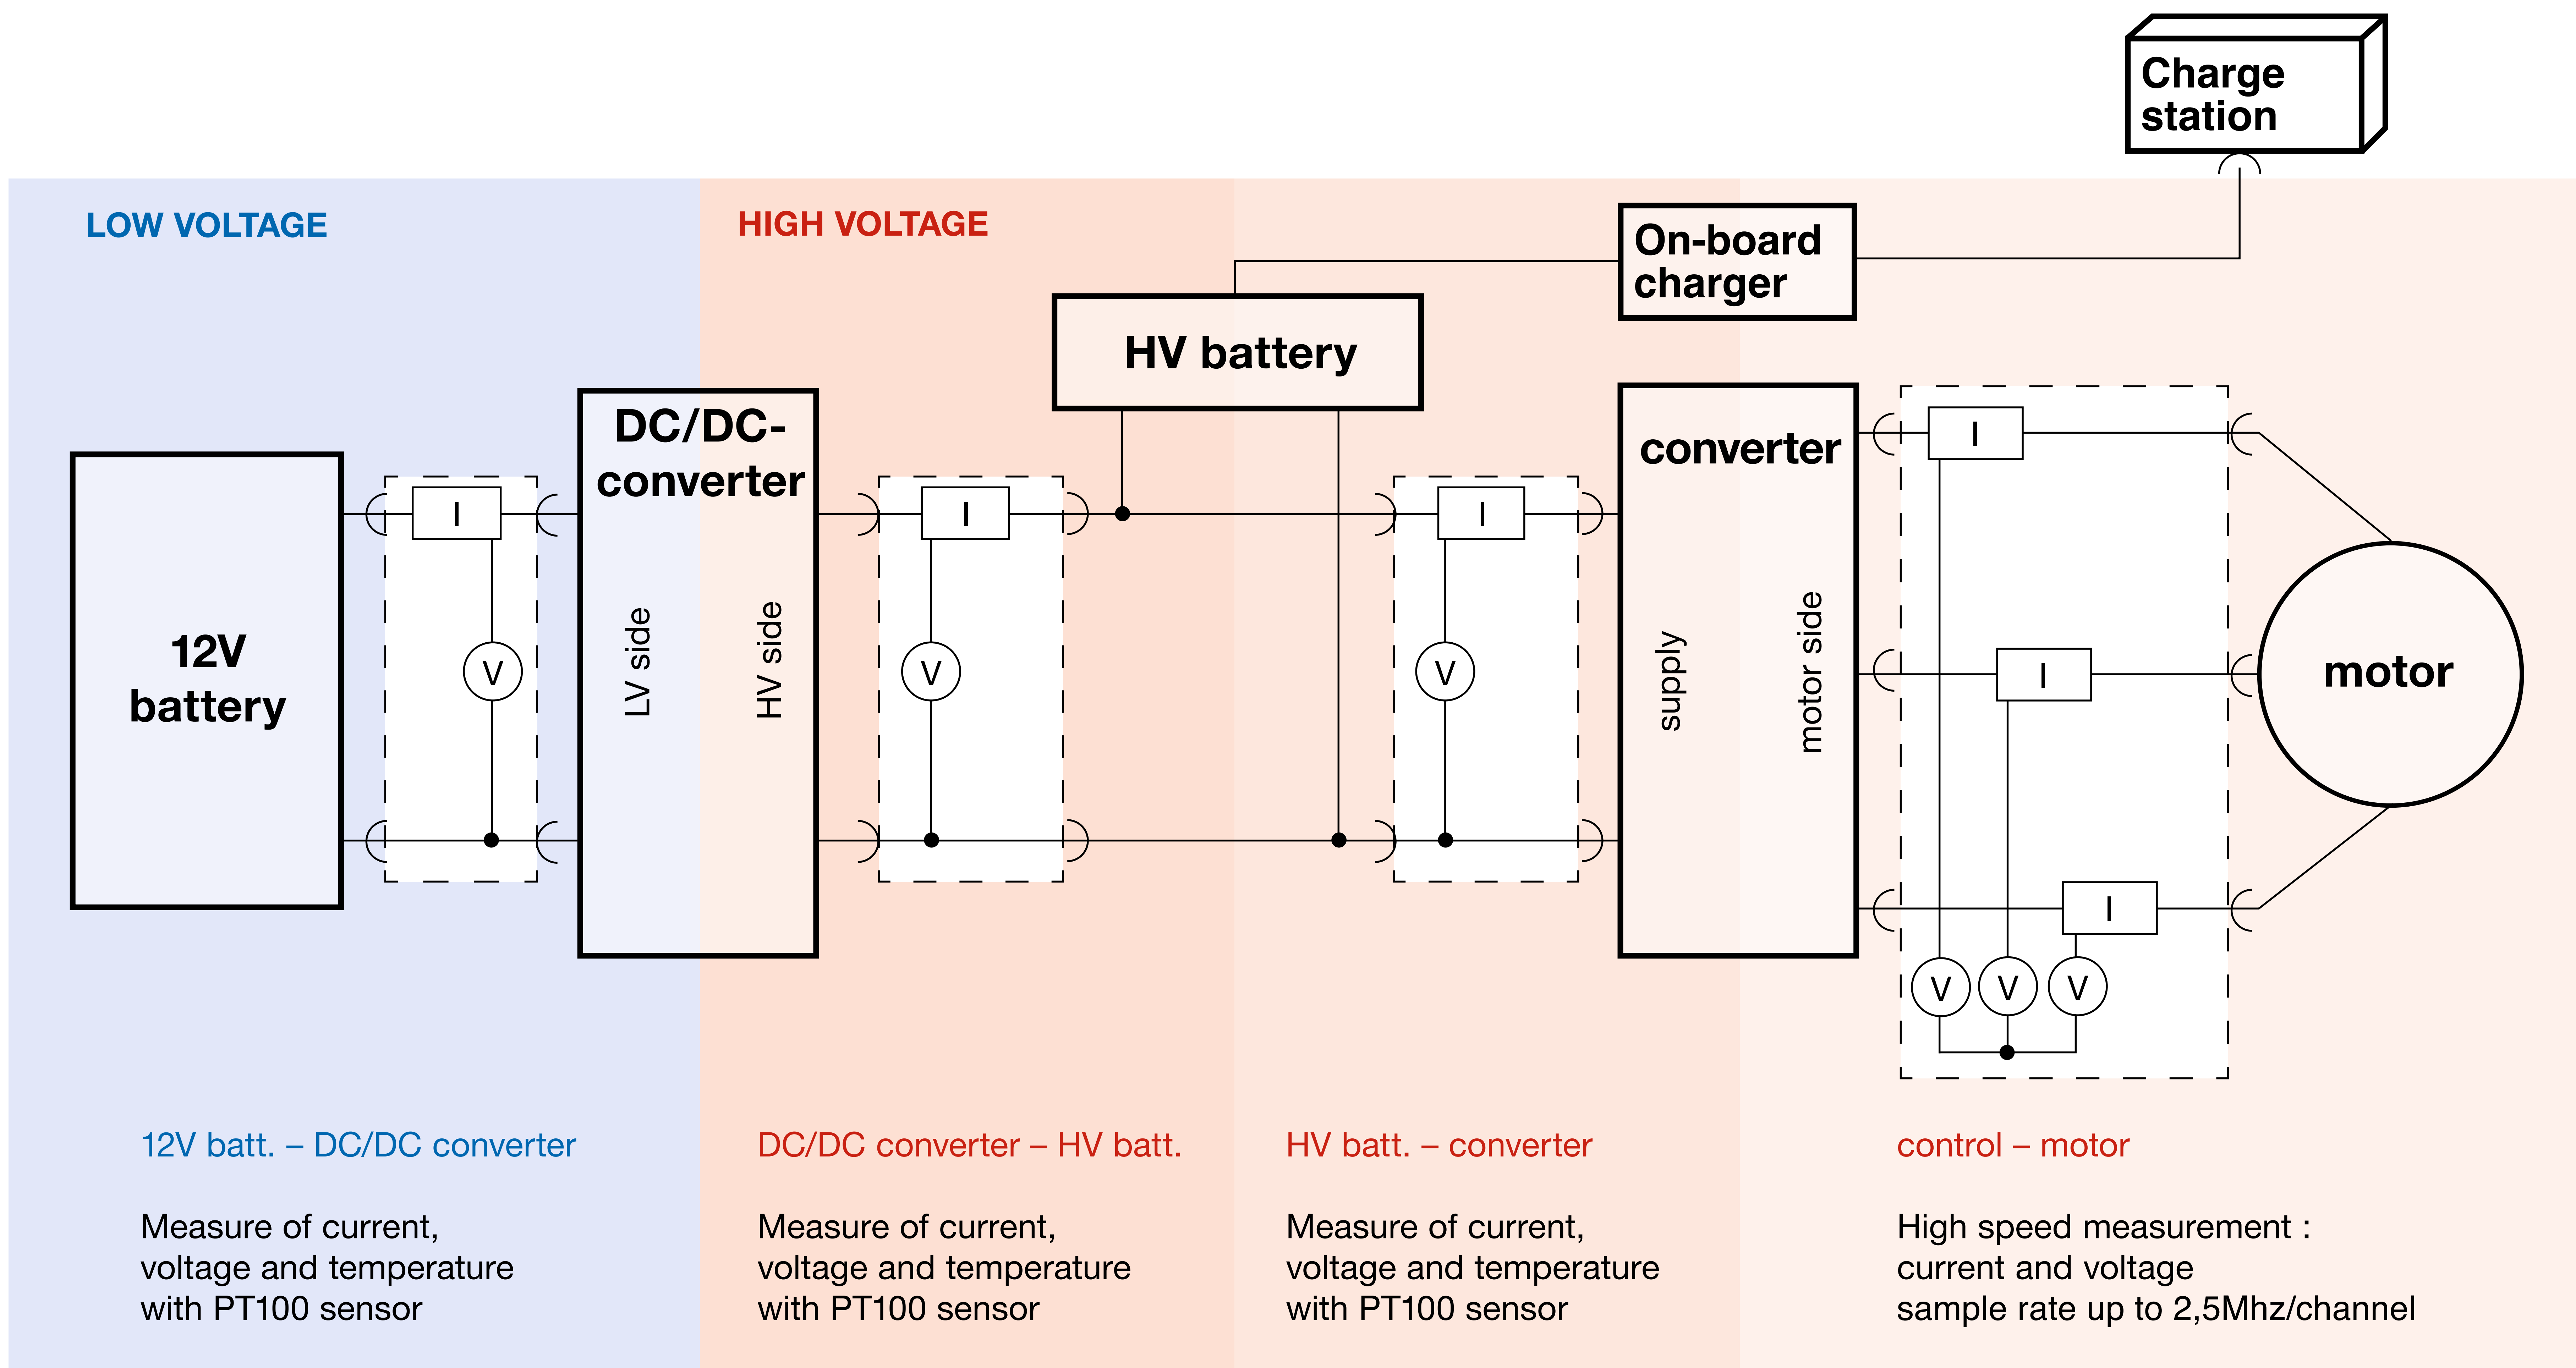 Charge
station
LOW VOLTAGE
HIGH VOLTAGE
On-board
charger
HV battery
DC/DC-
converter
converter
12V
battery
I
I
I
I
I
I
V
V
V
V
V
V
LV side
HV side
supply
motor side
motor
12V batt. – DC/DC converter
Measure of current,
voltage and temperature
with PT100 sensor
DC/DC converter – HV batt.
Measure of current,
voltage and temperature
with PT100 sensor
HV batt. – converter
Measure of current,
voltage and temperature
with PT100 sensor
control – motor
High speed measurement :
current and voltage
sample rate up to 2,5Mhz/channel